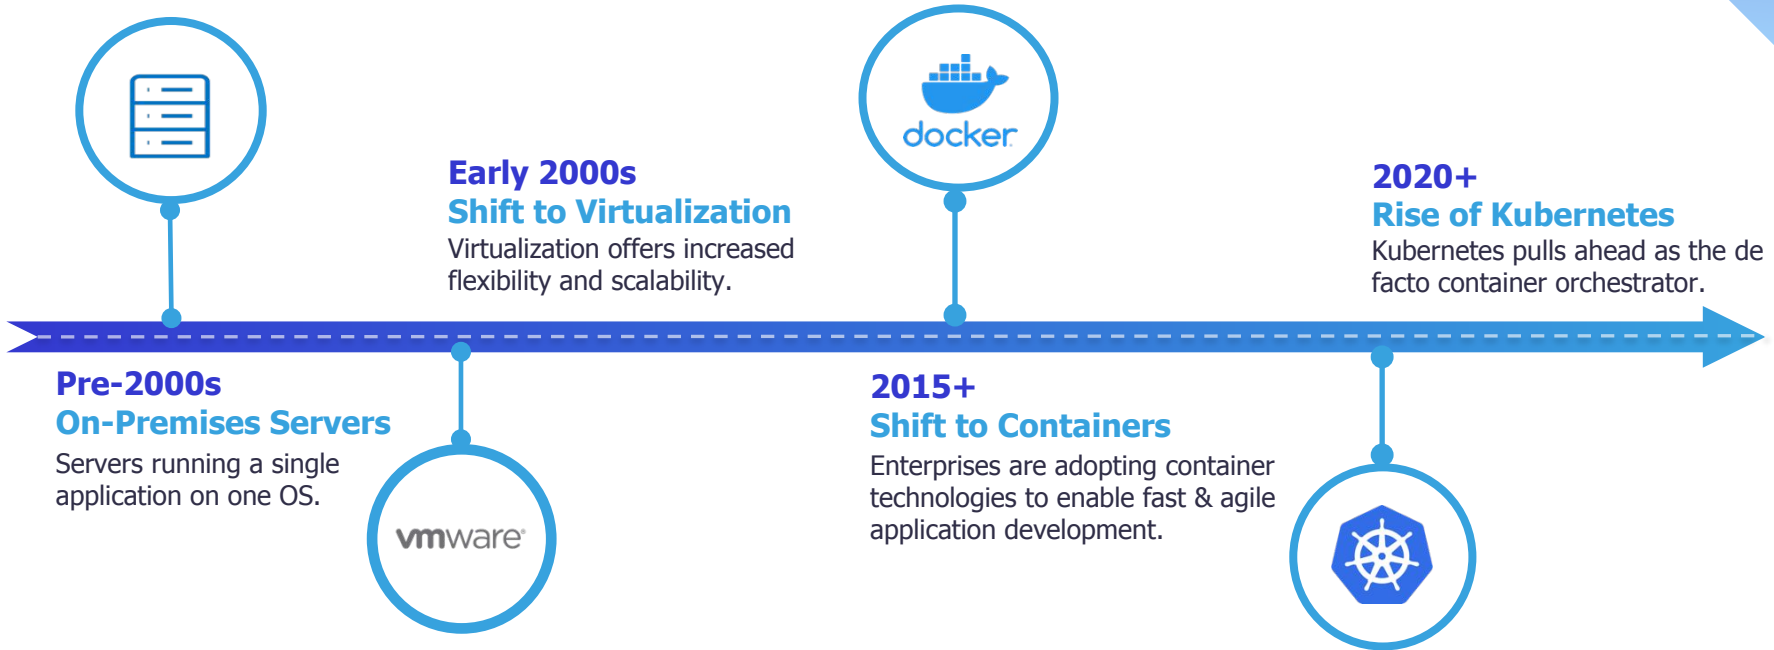 docker
Early 2000s
Shift to Virtualization
Virtualization offers increased
flexibility and scalability.
2020+
Rise of Kubernetes
Kubernetes pulls ahead as the de
facto container orchestrator.
Pre-2000s
On-Premises Servers
Servers running a single
application on one OS.
vmware®
2015+
Shift to Containers
Enterprises are adopting container
technologies to enable fast & agile
application development.